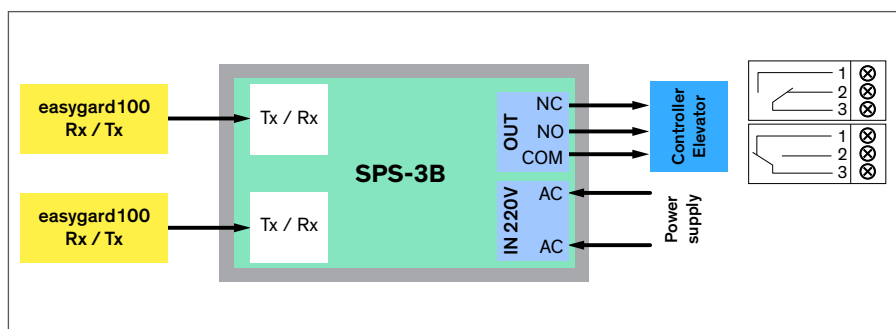 easygard100
Rx / Tx
Tx / Rx
easygard100
Rx / Tx
Tx / Rx
SPS-3B
OUT
NC
NO
COM
IN 220V
AC
AC
Controller
Elevator
Power
supply
1
2
3
1
2
3